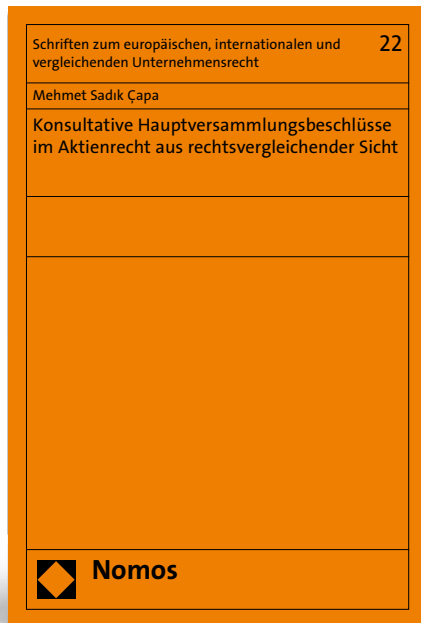 Schriften zum europäischen, internationalen und 22
vergleichenden Unternehmensrecht
Mehmet Sadık Çapa
Konsultative Hauptversammlungsbeschlüsse
im Aktienrecht aus rechtsvergleichender Sicht
Nomos